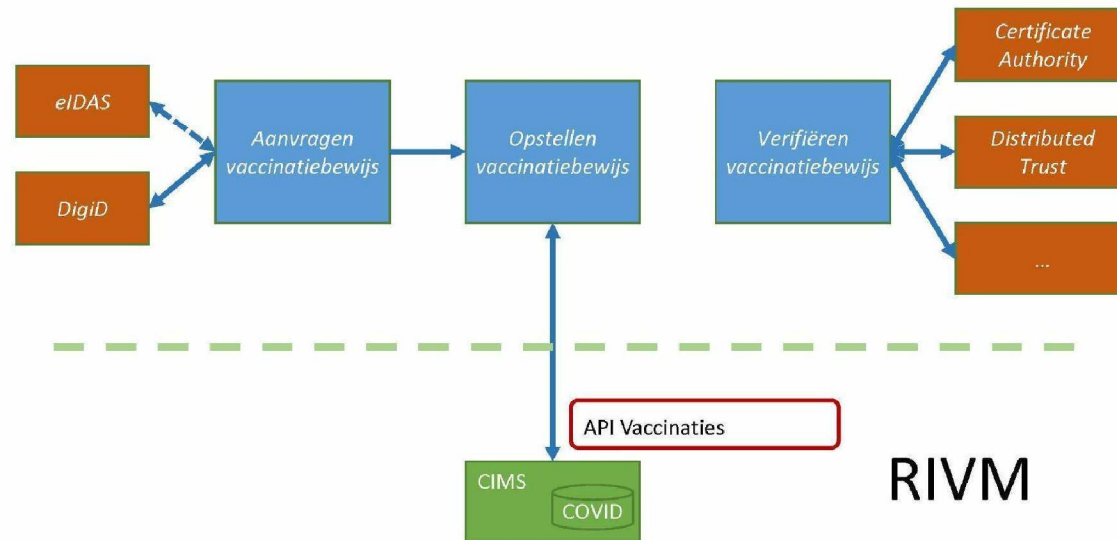 eIDAS
DigiD
Aanvragen
vaccinatiebewijs
Opstellen
vaccinatiebewijs
Verifiëren
vaccinatiebewijs
Certificate
Authority
Distributed
Trust
...
API Vaccinaties
CIMS
COVID
RIVM